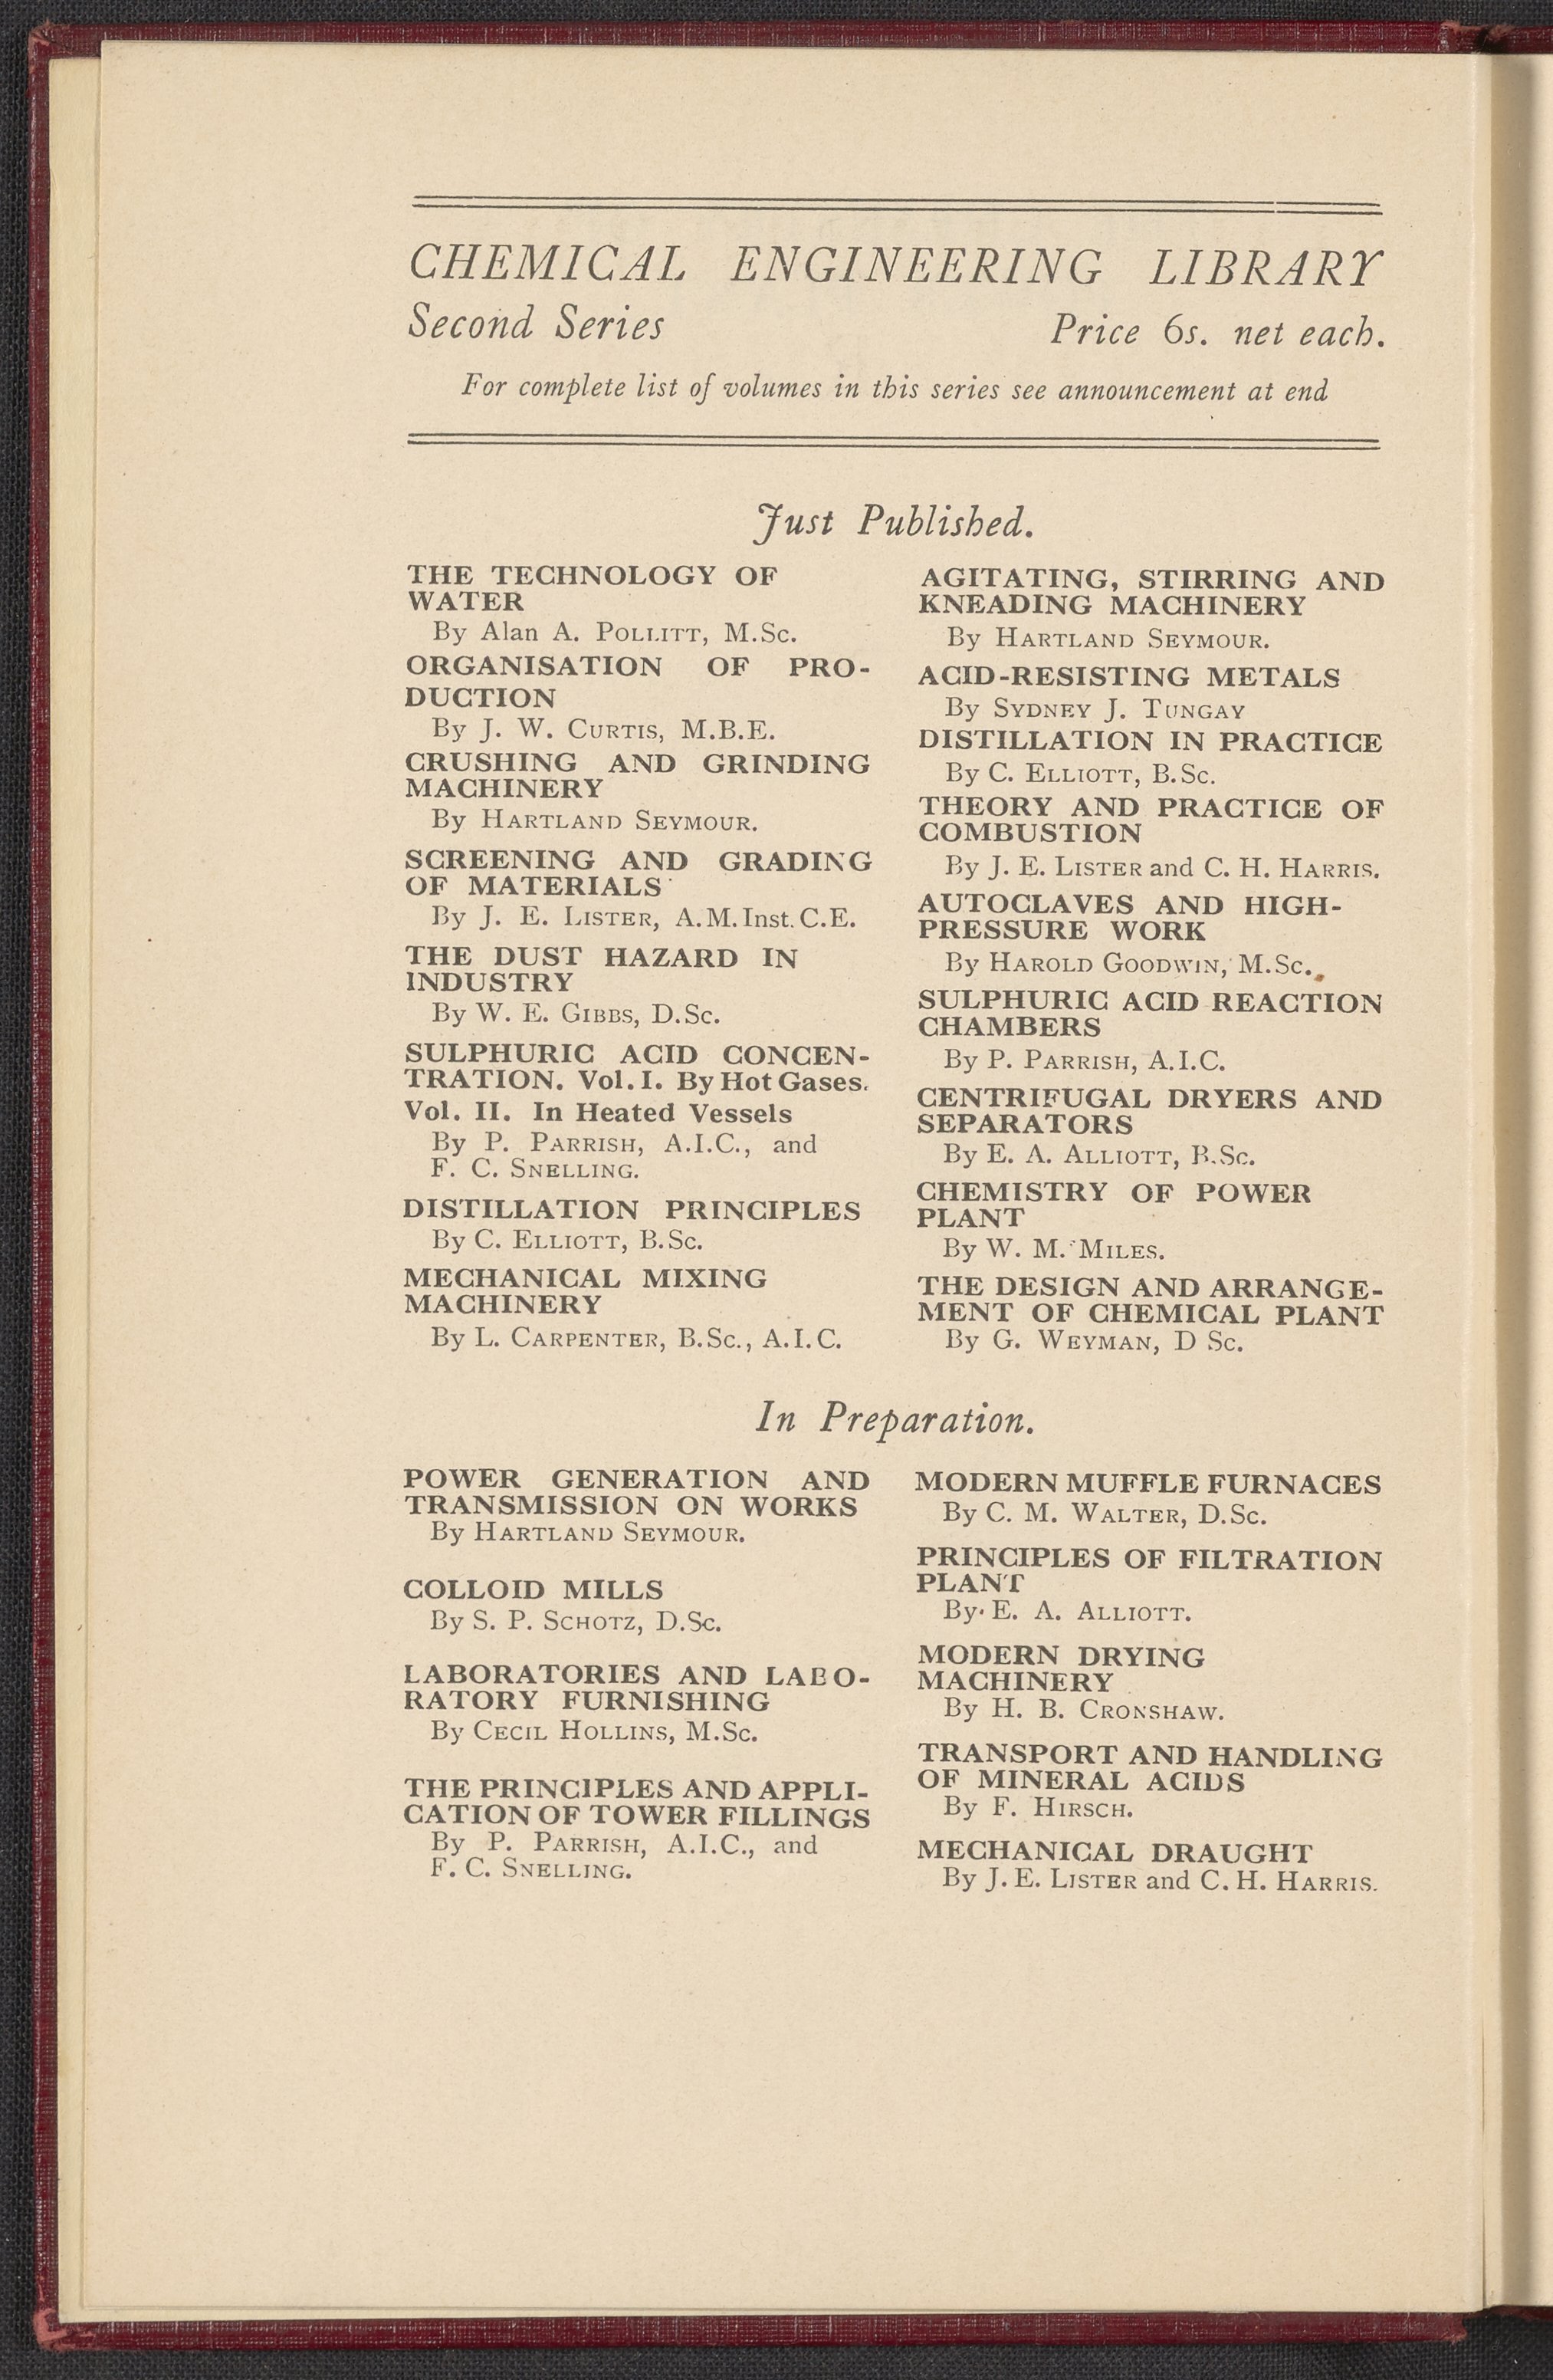 CHEMICAL ENGINEERING LIBRARY
Second Series Price 6s. net each.
For complete list of volumes in this series see announcement at end
Just Published.
THE TECHNOLOGY OF
WATER
By Alan A. POLLITT, M.Sc.
ORGANISATION OF PRO-
DUCTION
By J. W. CURTIS, M.B.E.
CRUSHING AND GRINDING
MACHINERY
By HARTLAND SEYMOUR.
SCREENING AND GRADING
OF MATERIALS
By J. E. LISTER, A.M.Inst.C.E.
THE DUST HAZARD IN
INDUSTRY
By W. E. GIBBS, D.Sc.
SULPHURIC ACID CONCEN-
TRATION. Vol. I. By Hot Gases.
Vol. II. In Heated Vessels
By P. PARRISH, A.I.C., and
F. C. SNELLING.
DISTILLATION PRINCIPLES
By C. ELLIOTT, B.Sc.
MECHANICAL MIXING
MACHINERY
By L. CARPENTER, B.Sc., A.I.C.
AGITATING, STIRRING AND
KNEADING MACHINERY
By HARTLAND SEYMOUR.
ACID-RESISTING METALS
By SYDNEY J. TUNGAY
DISTILLATION IN PRACTICE
By C. ELLIOTT, B.Sc.
THEORY AND PRACTICE OF
COMBUSTION
By J. E. LISTER and C. H. HARRIS.
AUTOCLAVES AND HIGH-
PRESSURE WORK
By HAROLD GOODWIN, M.Sc.
SULPHURIC ACID REACTION
CHAMBERS
By P. PARRISH, A.I.C.
CENTRIFUGAL DRYERS AND
SEPARATORS
By E. A. ALLIOTT, B.Sc.
CHEMISTRY OF POWER
PLANT
By W. M. MILES.
THE DESIGN AND ARRANGE-
MENT OF CHEMICAL PLANT
By G. WEYMAN, D Sc.
In Preparation.
POWER GENERATION AND
TRANSMISSION ON WORKS
By HARTLAND SEYMOUR.
COLLOID MILLS
By S. P. SCHOTZ, D.Sc.
LABORATORIES AND LABO-
RATORY FURNISHING
By CECIL HOLLINS, M.Sc.
THE PRINCIPLES AND APPLI-
CATION OF TOWER FILLINGS
By P. PARRISH, A.I.C., and
F. C. SNELLING.
MODERN MUFFLE FURNACES
By C. M. WALTER, D.Sc.
PRINCIPLES OF FILTRATION
PLANT
By E. A. ALLIOTT.
MODERN DRYING
MACHINERY
By H. B. CRONSHAW.
TRANSPORT AND HANDLING
OF MINERAL ACIDS
By F. HIRSCH.
MECHANICAL DRAUGHT
By J. E. LISTER and C. H. HARRIS.